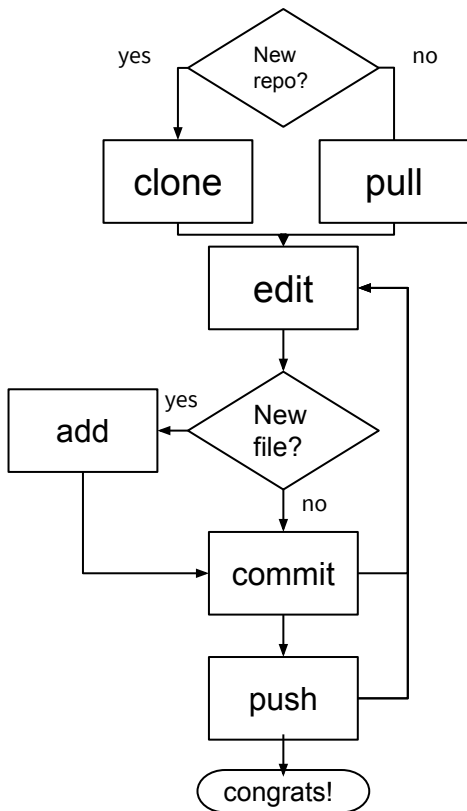 yes
New
repo?
no
clone
pull
edit
yes
New
file?
add
no
commit
push
congrats!